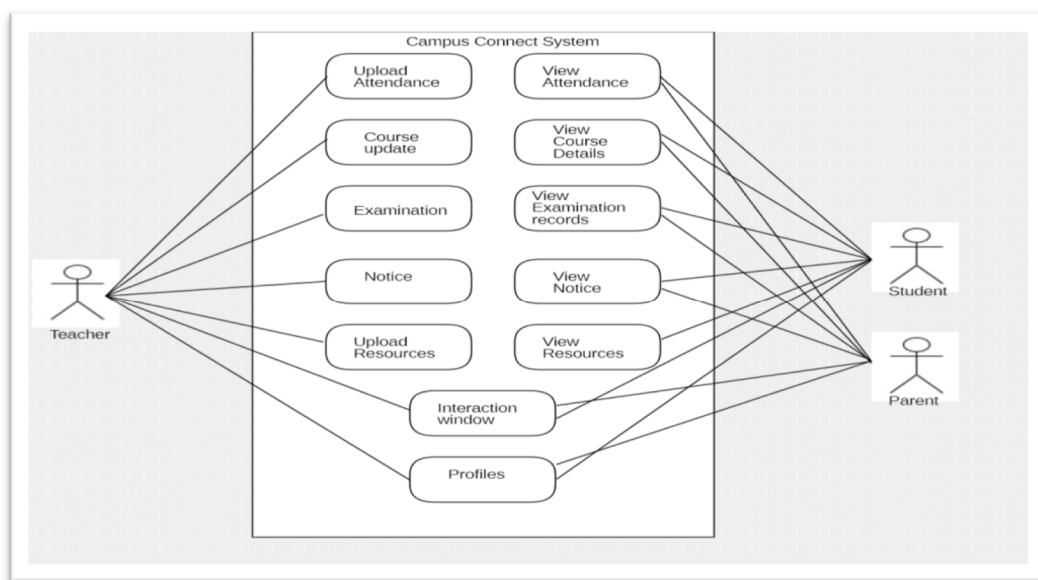 Campus Connect System
Upload
Attendance
View
Attendance
Course
update
View
Course
Details
Examination
View
Examination
records
Notice
View
Notice
Upload
Resources
View
Resources
Interaction
window
Profiles
Teacher
Student
Parent